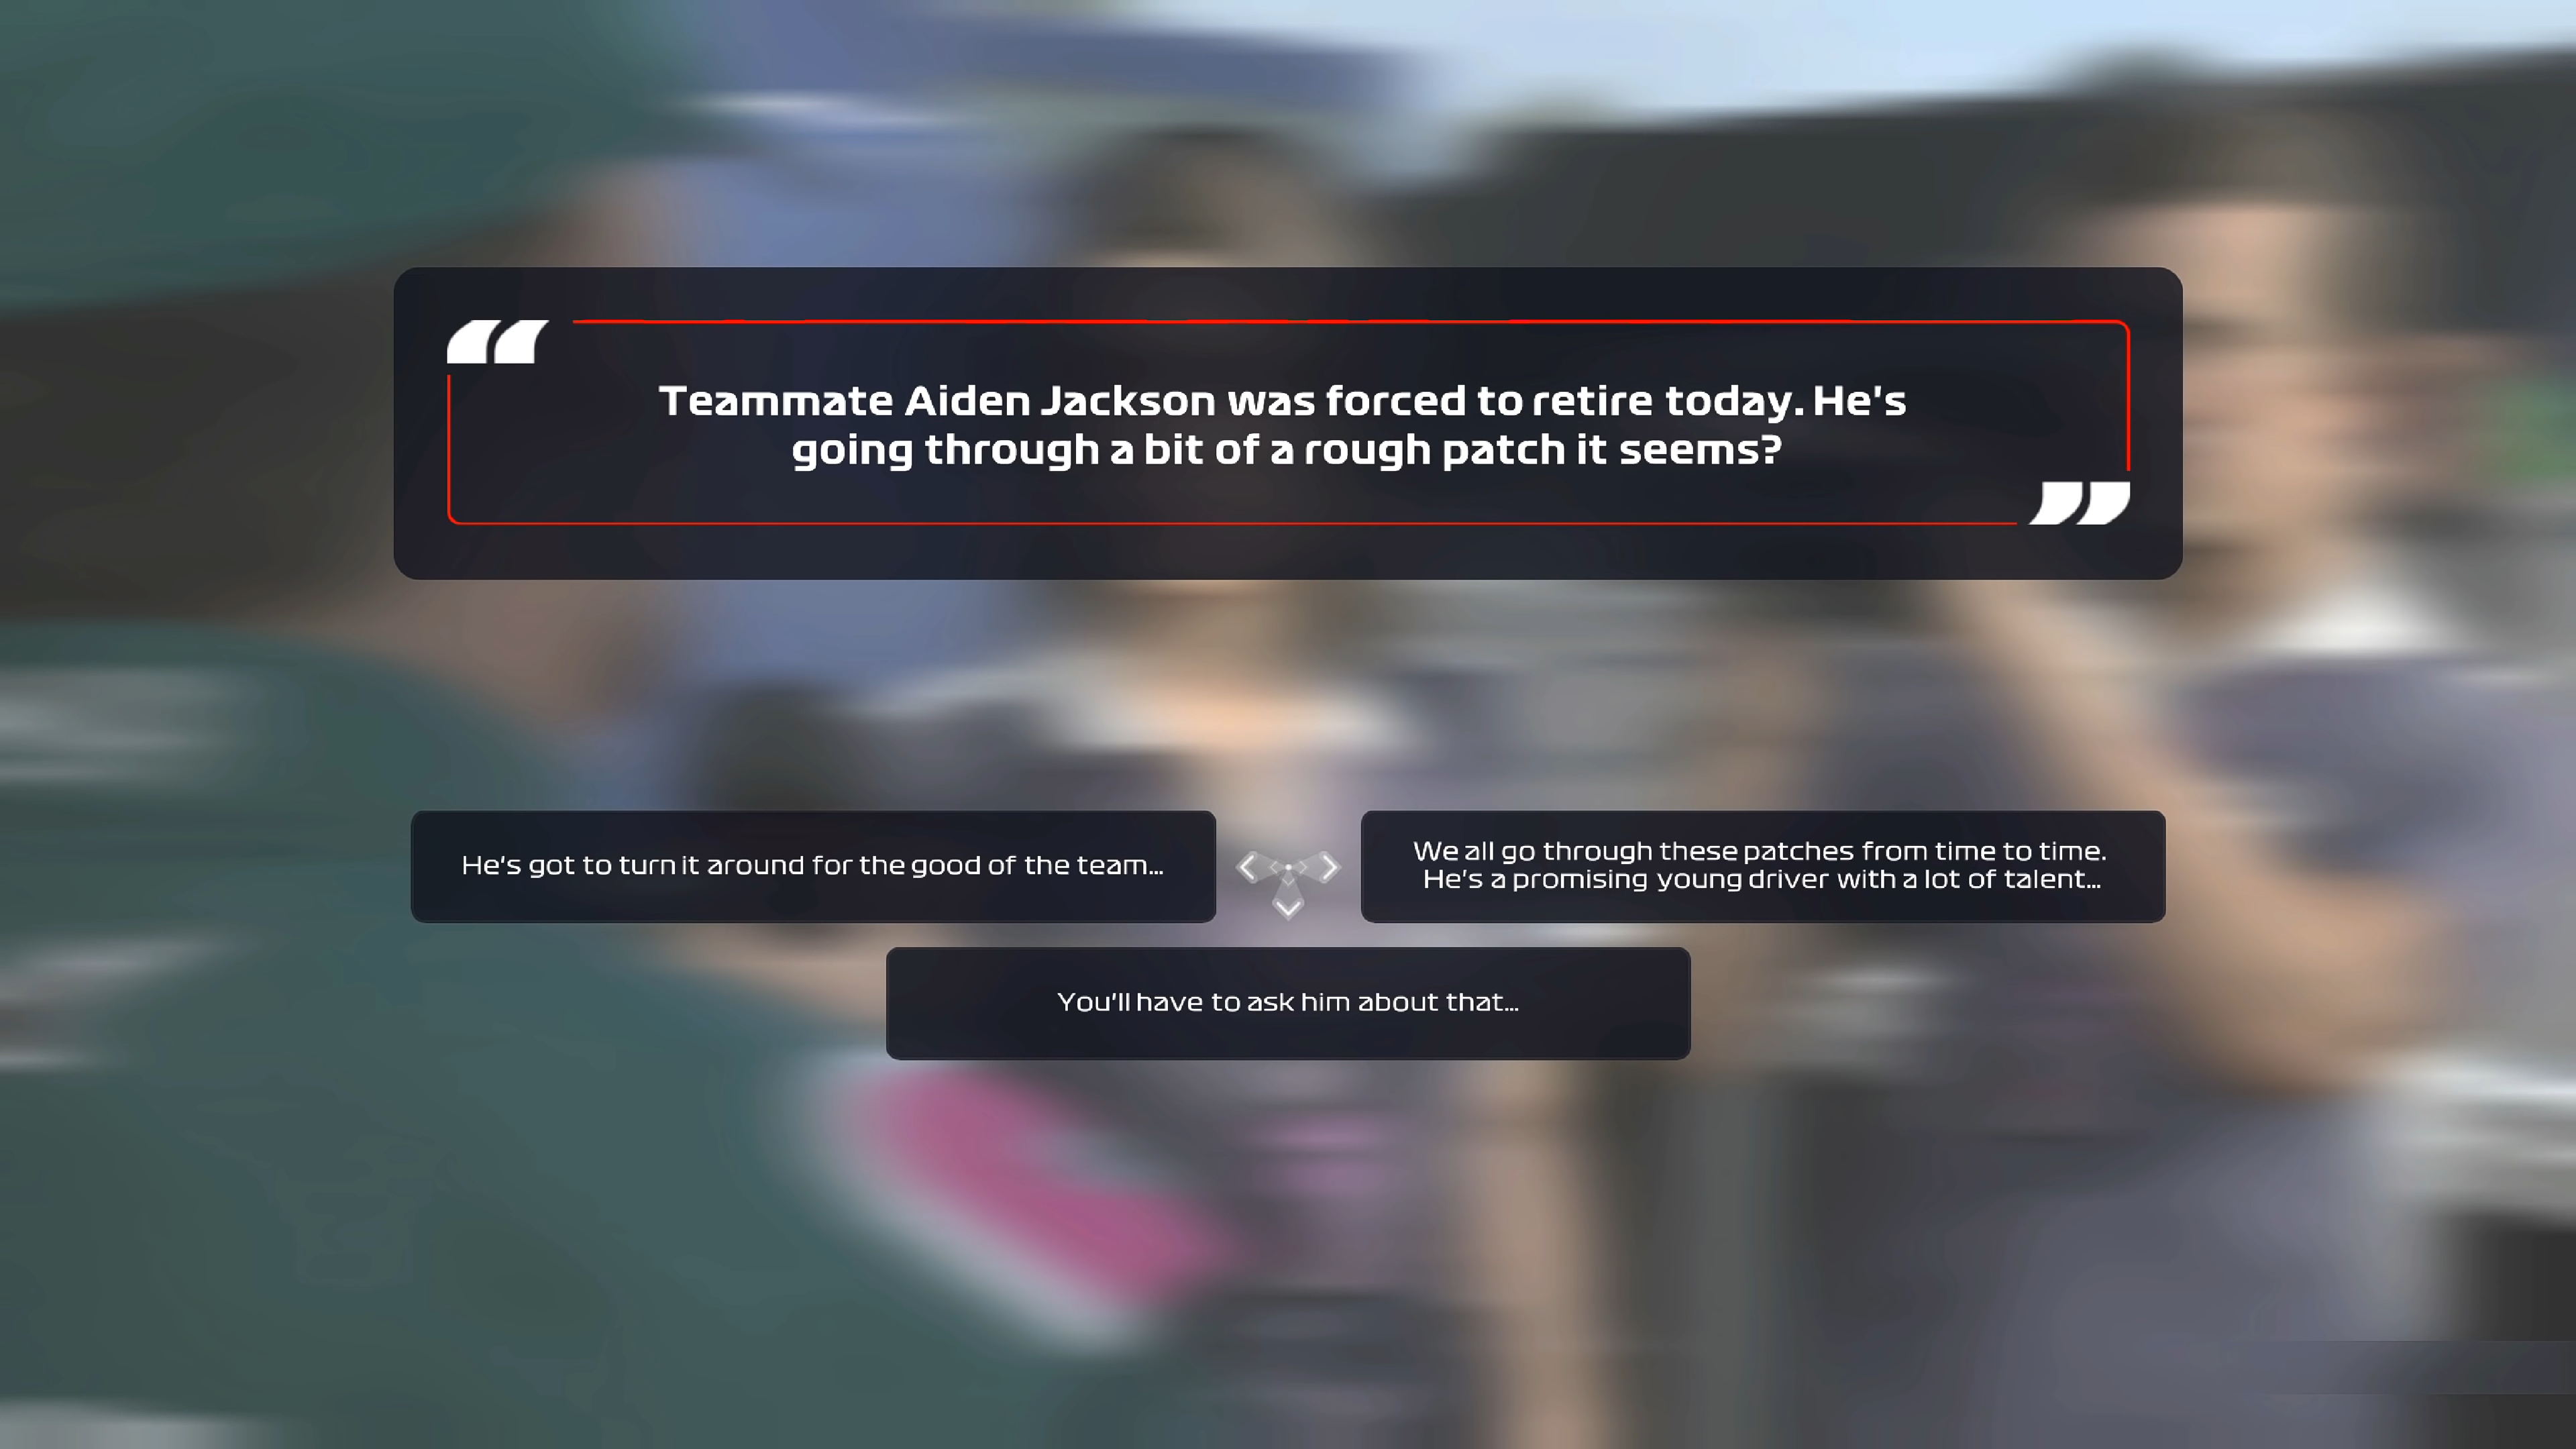 Teammate Aiden Jackson was forced to retire today. He's
going through a bit of a rough patch it seems?
He's got to turn it around for the good of the team...
We all go through these patches from time to time.
He's a promising young driver with a lot of talent...
You'll have to ask him about that...